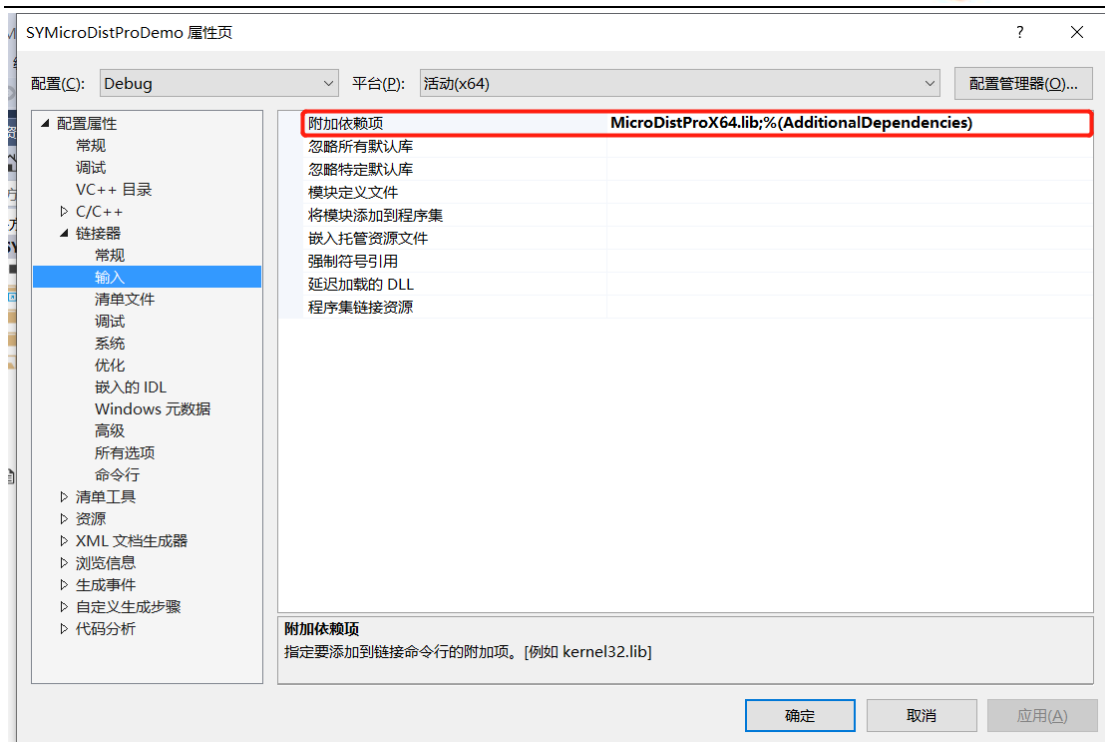 SYMicroDistProDemo 属性页
?
配置(C): Debug 平台(P): 活动(x64) 配置管理器(O)...
配置属性
常规
调试
VC++ 目录
C/C++
链接器
常规
输入
清单文件
调试
系统
优化
嵌入的 IDL
Windows 元数据
高级
所有选项
命令行
清单工具
资源
XML 文档生成器
浏览信息
生成事件
自定义生成步骤
代码分析
附加依赖项 MicroDistProX64.lib;%(AdditionalDependencies)
忽略所有默认库
忽略特定默认库
模块定义文件
将模块添加到程序集
嵌入托管资源文件
强制符号引用
延迟加载的 DLL
程序集链接资源
附加依赖项
指定要添加到链接命令行的附加项。[例如 kernel32.lib]
确定 取消 应用(A)